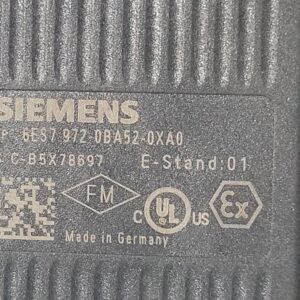 SIEMENS
P. 6ES7 972-0BA52-0XA0
C-B5X78697 E-Stand:01
FM
C UL US Ex
Made in Germany